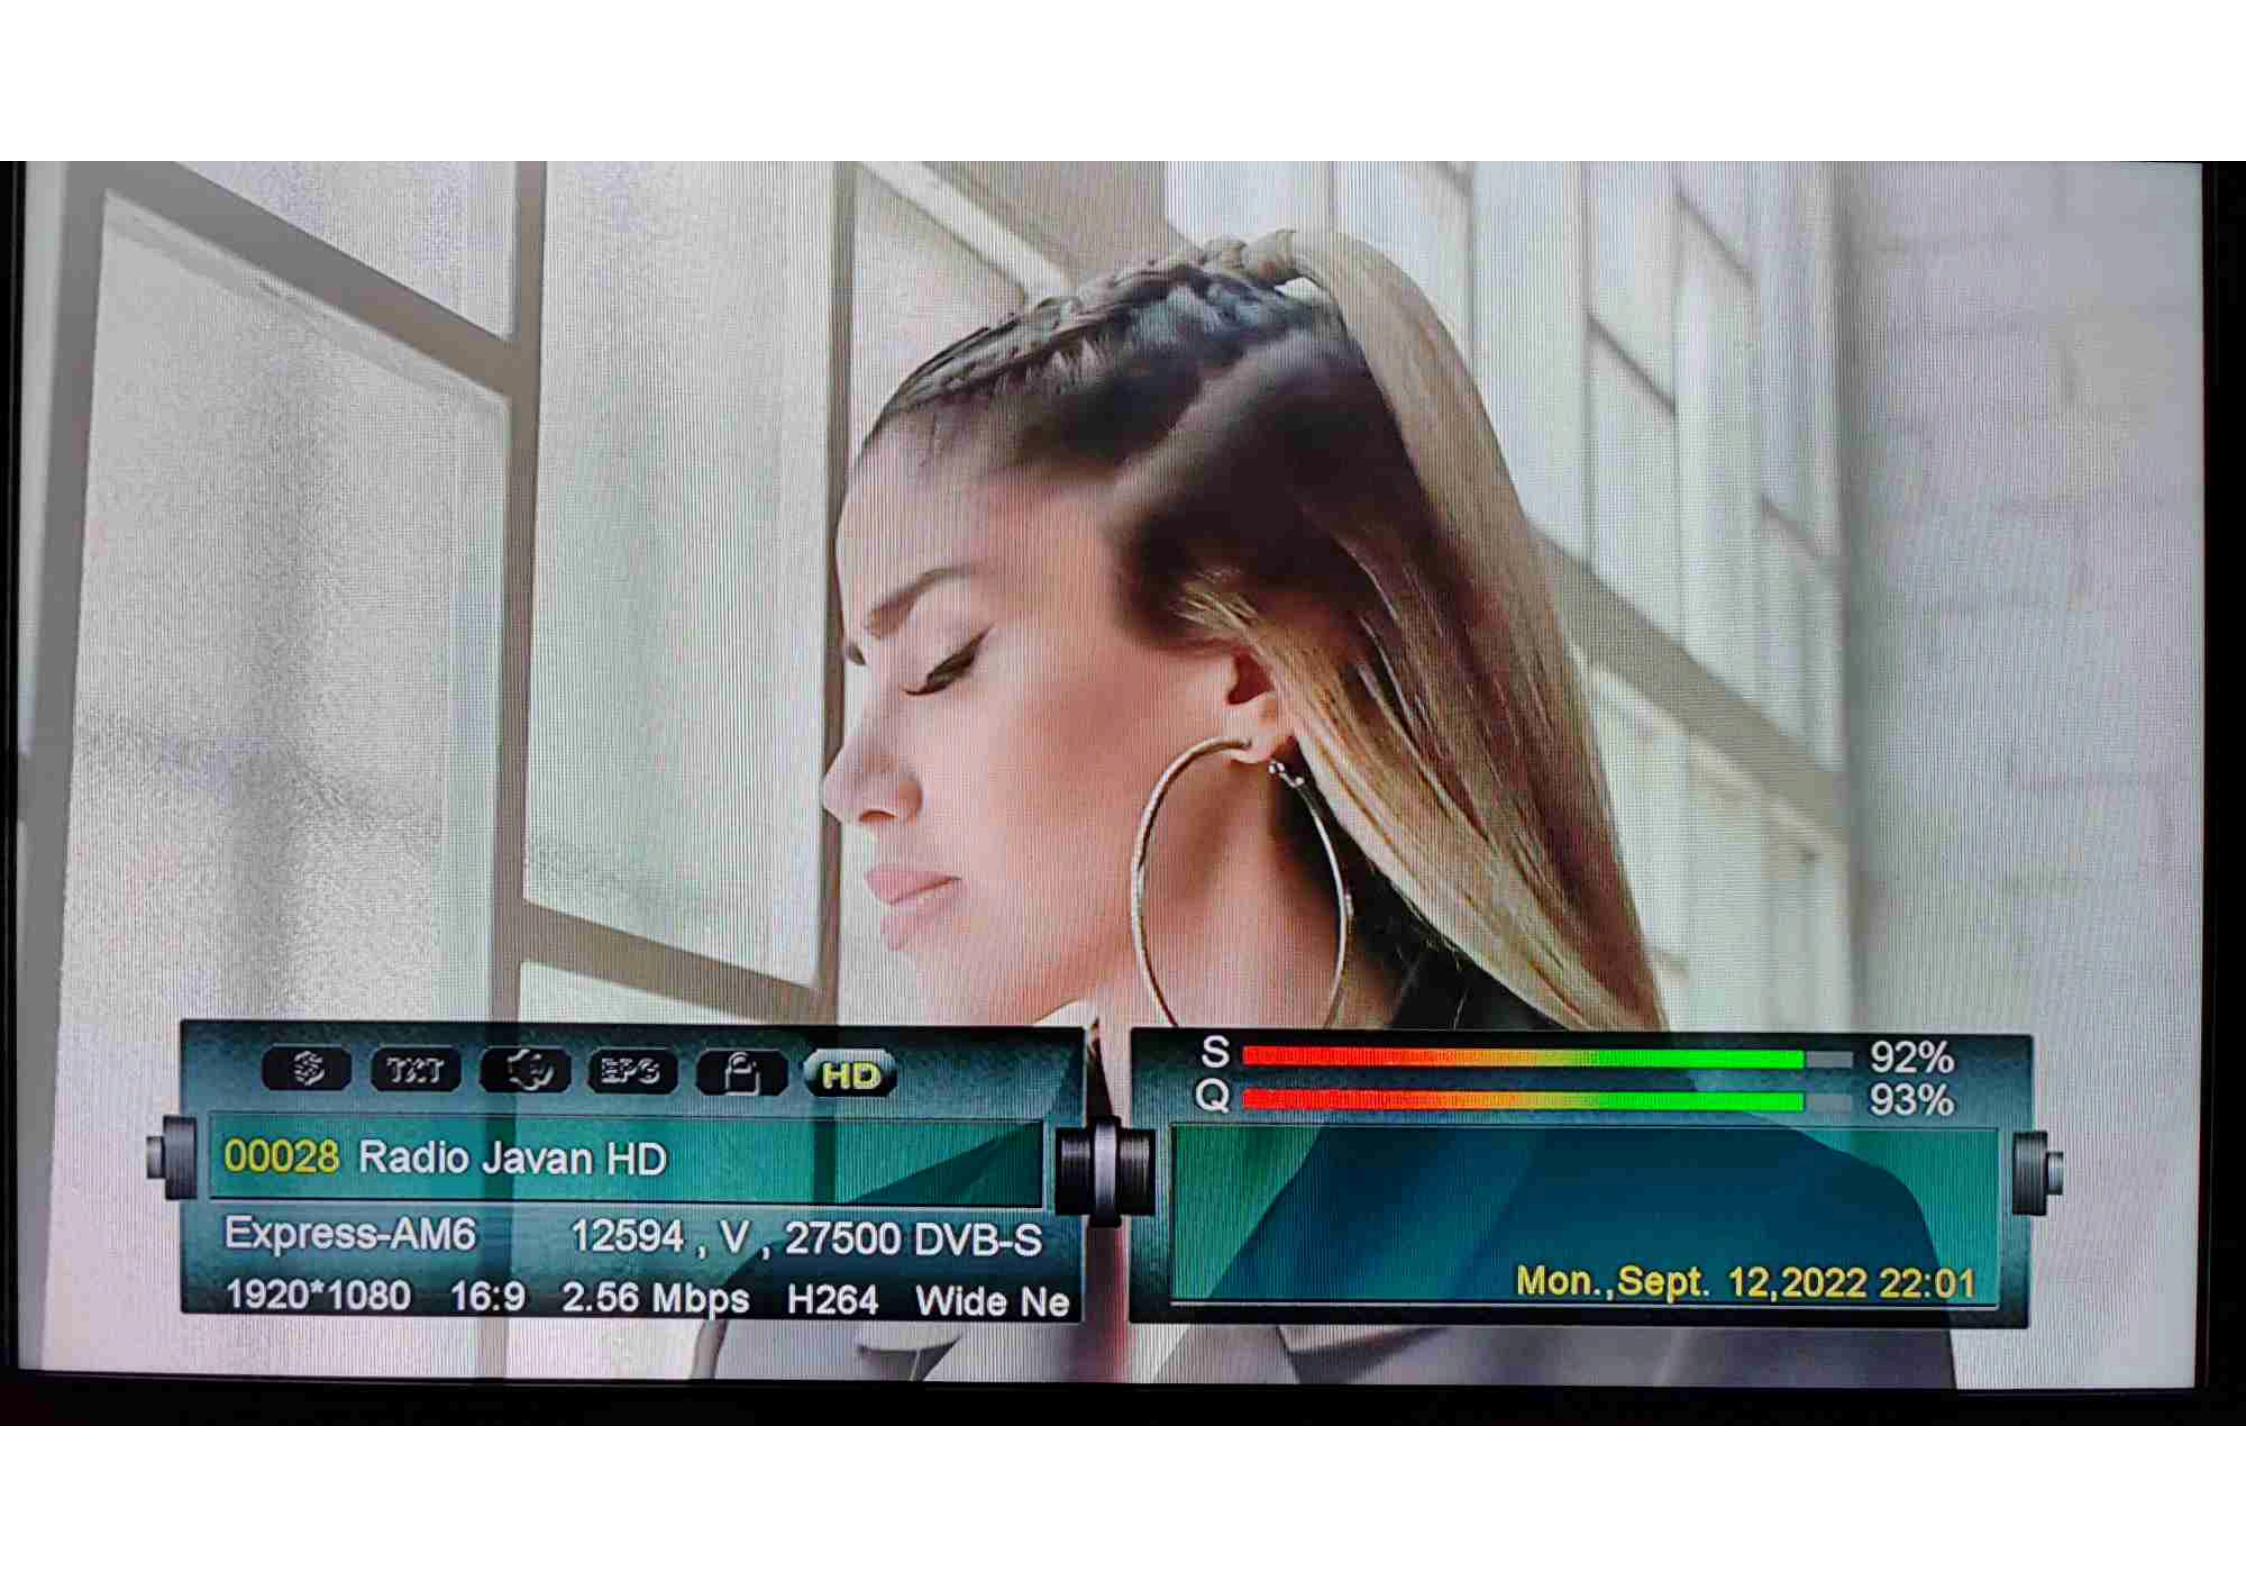 TXT EPG HD
00028 Radio Javan HD
Express-AM6 12594 , V , 27500 DVB-S
1920*1080 16:9 2.56 Mbps H264 Wide Ne
S 92%
Q 93%
Mon.,Sept. 12,2022 22:01